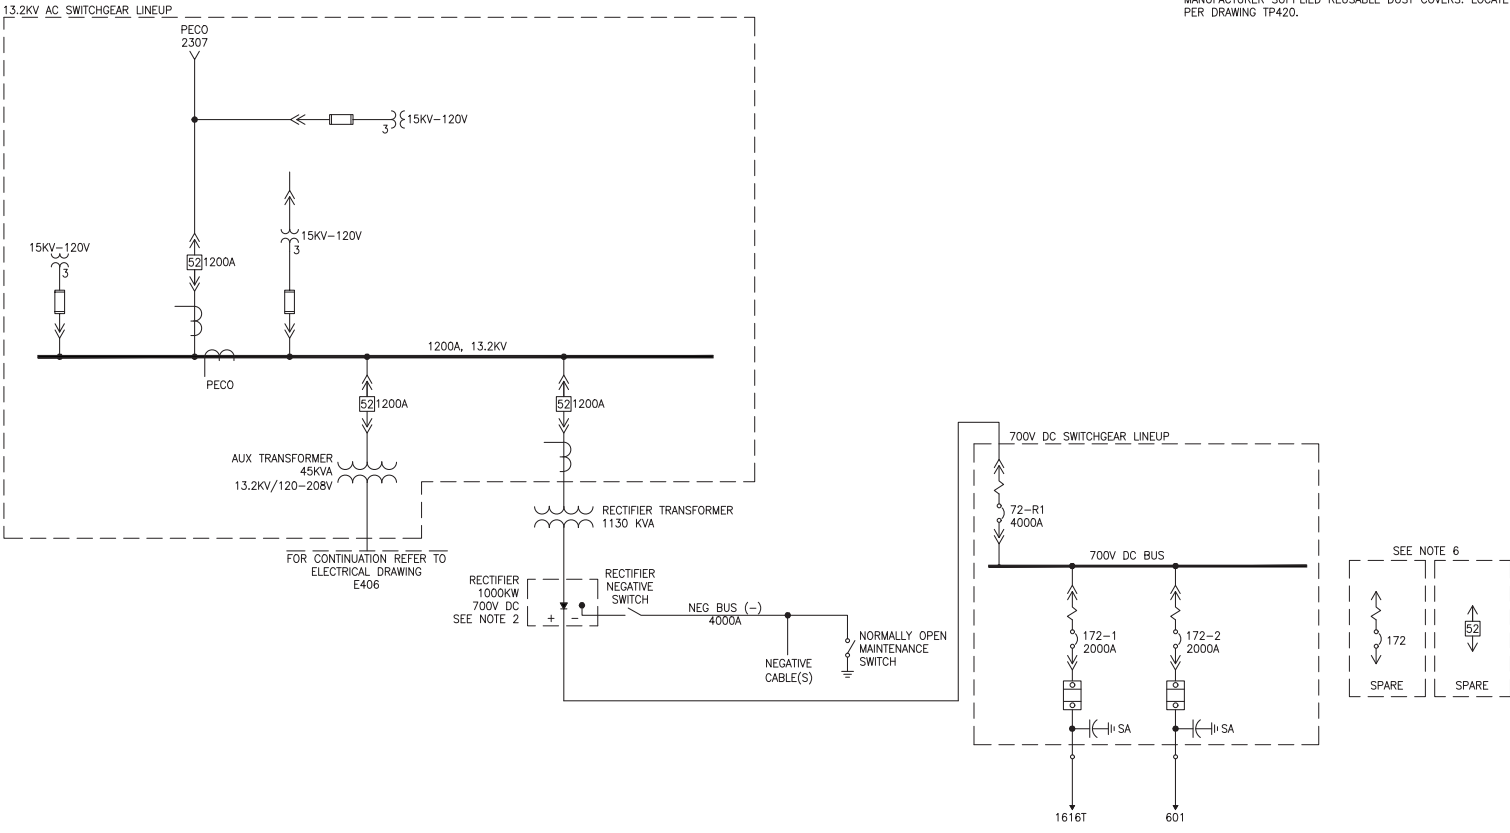 13.2KV AC SWITCHGEAR LINEUP
MANUFACTURER SUPPLIED REUSABLE DUST COVERS. LOCATE
PER DRAWING TP420.
PECO
2307
3
15KV-120V
15KV-120V
3
15KV-120V
3
52
1200A
1200A, 13.2KV
PECO
52
1200A
52
1200A
AUX TRANSFORMER
45KVA
13.2KV/120-208V
FOR CONTINUATION REFER TO
ELECTRICAL DRAWING
E406
RECTIFIER TRANSFORMER
1130 KVA
RECTIFIER
1000KW
700V DC
SEE NOTE 2
+ -
RECTIFIER
NEGATIVE
SWITCH
NEG BUS (-)
4000A
NEGATIVE
CABLE(S)
NORMALLY OPEN
MAINTENANCE
SWITCH
700V DC SWITCHGEAR LINEUP
72-R1
4000A
700V DC BUS
172-1
2000A
172-2
2000A
SA
SA
1616T
601
SEE NOTE 6
172
SPARE
52
SPARE